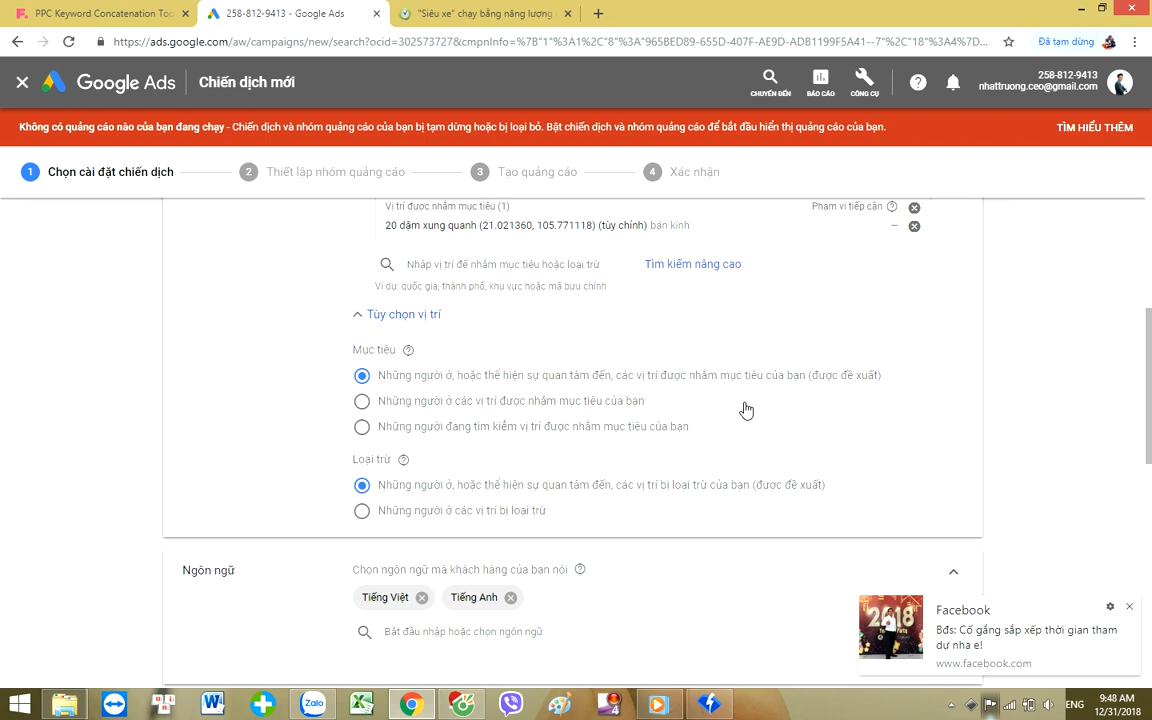 PPC Keyword Concatenation Too
258-812-9413 - Google Ads
"Siêu xe" chạy bằng năng lượng
https://ads.google.com/aw/campaigns/new/search?ocid=302573727&cmpnInfo=%7B"1"%3A1%2C"8"%3A"965BED89-655D-407F-AE9D-ADB1199F5A41--7"%2C"18"%3A4%7D...
Đã tạm dừng
Google Ads
Chiến dịch mới
CHUYỂN ĐẾN
BÁO CÁO
CÔNG CỤ
258-812-9413
nhattruong.ceo@gmail.com
Không có quảng cáo nào của bạn đang chạy - Chiến dịch và nhóm quảng cáo của bạn bị tạm dừng hoặc bị loại bỏ. Bật chiến dịch và nhóm quảng cáo để bắt đầu hiển thị quảng cáo của bạn.
TÌM HIỂU THÊM
1 Chọn cài đặt chiến dịch
2 Thiết lập nhóm quảng cáo
3 Tạo quảng cáo
4 Xác nhận
Vị trí được nhắm mục tiêu (1)
Phạm vi tiếp cận
20 dặm xung quanh (21.021360, 105.771118) (tùy chỉnh) bán kính
–
Nhập vị trí để nhắm mục tiêu hoặc loại trừ
Tìm kiếm nâng cao
Ví dụ: quốc gia, thành phố, khu vực hoặc mã bưu chính
Tùy chọn vị trí
Mục tiêu
Những người ở, hoặc thể hiện sự quan tâm đến, các vị trí được nhắm mục tiêu của bạn (được đề xuất)
Những người ở các vị trí được nhắm mục tiêu của bạn
Những người đang tìm kiếm vị trí được nhắm mục tiêu của bạn
Loại trừ
Những người ở, hoặc thể hiện sự quan tâm đến, các vị trí bị loại trừ của bạn (được đề xuất)
Những người ở các vị trí bị loại trừ
Ngôn ngữ
Chọn ngôn ngữ mà khách hàng của bạn nói
Tiếng Việt
Tiếng Anh
Bắt đầu nhập hoặc chọn ngôn ngữ
2018
Facebook
Bđs: Cố gắng sắp xếp thời gian tham
dự nha e!
www.facebook.com
Zalo
ENG
9:48 AM
12/31/2018